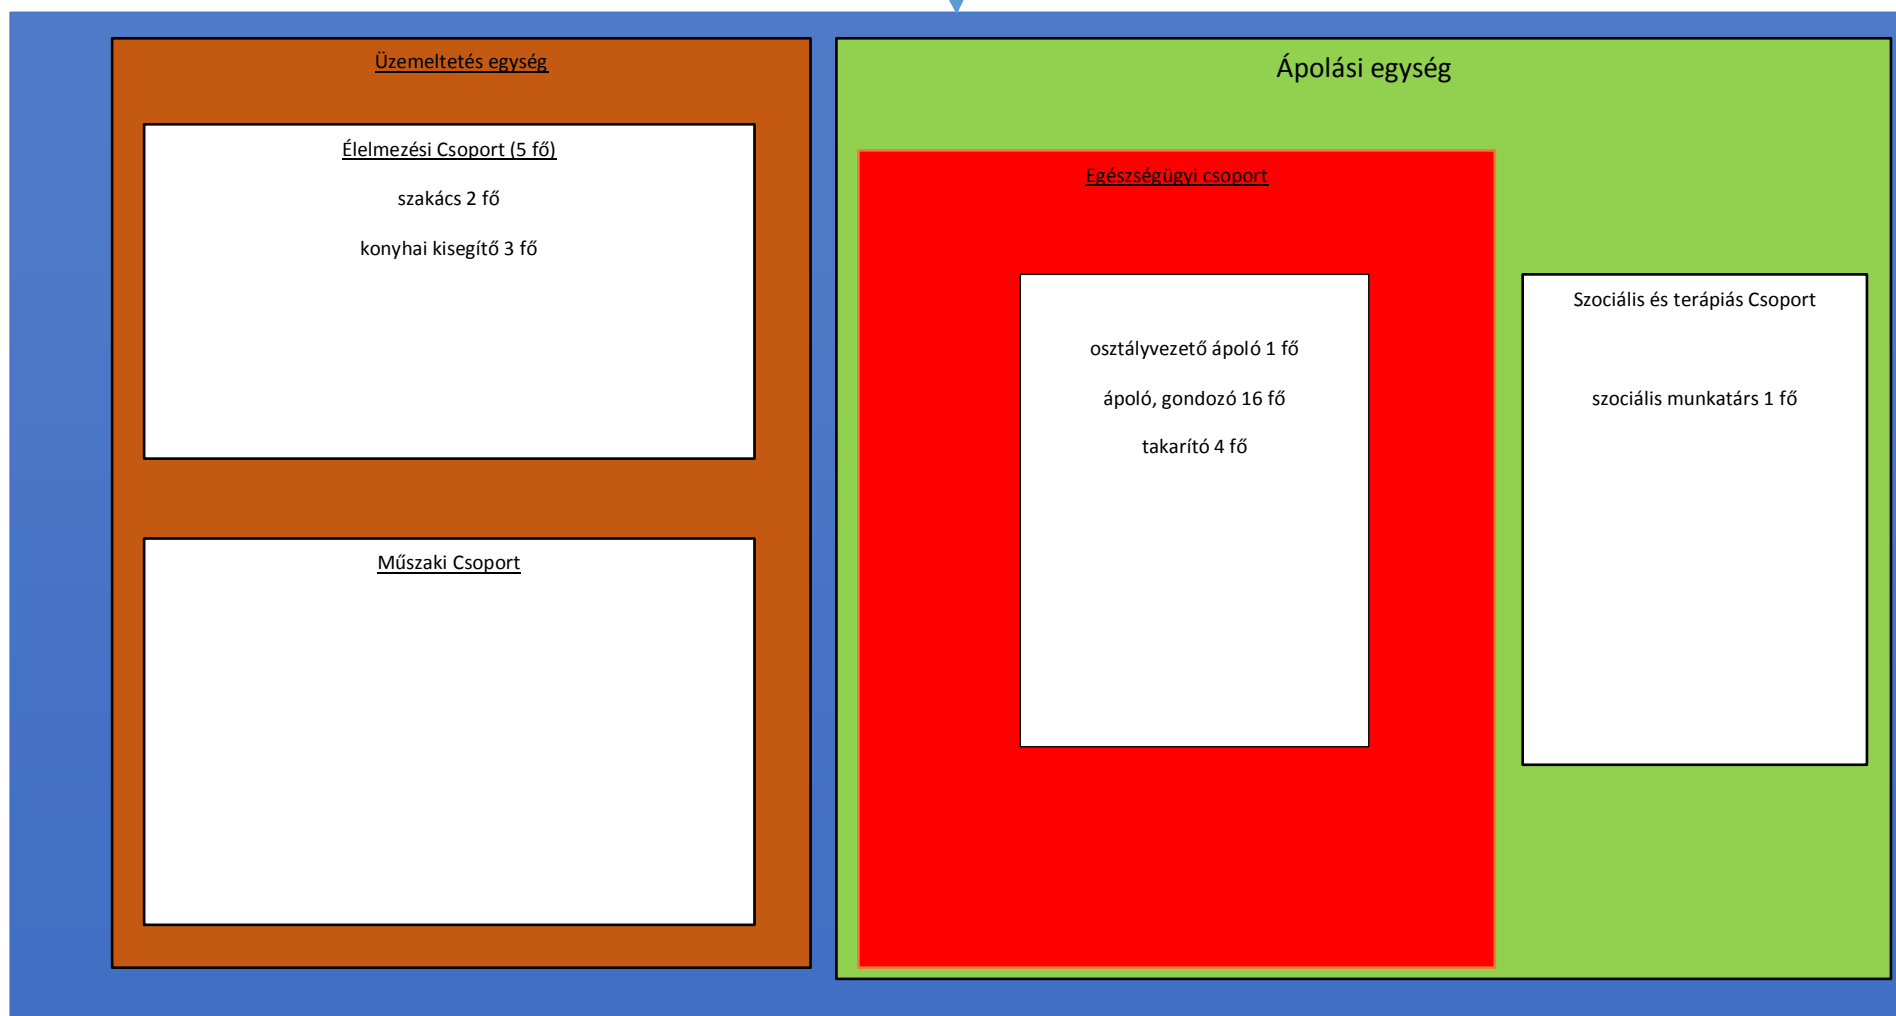 Üzemeltetés egység
Élelmezési Csoport (5 fő)
szakács 2 fő
konyhai kisegítő 3 fő
Műszaki Csoport
Ápolási egység
Egészségügyi csoport
osztályvezető ápoló 1 fő
ápoló, gondozó 16 fő
takarító 4 fő
Szociális és terápiás Csoport
szociális munkatárs 1 fő